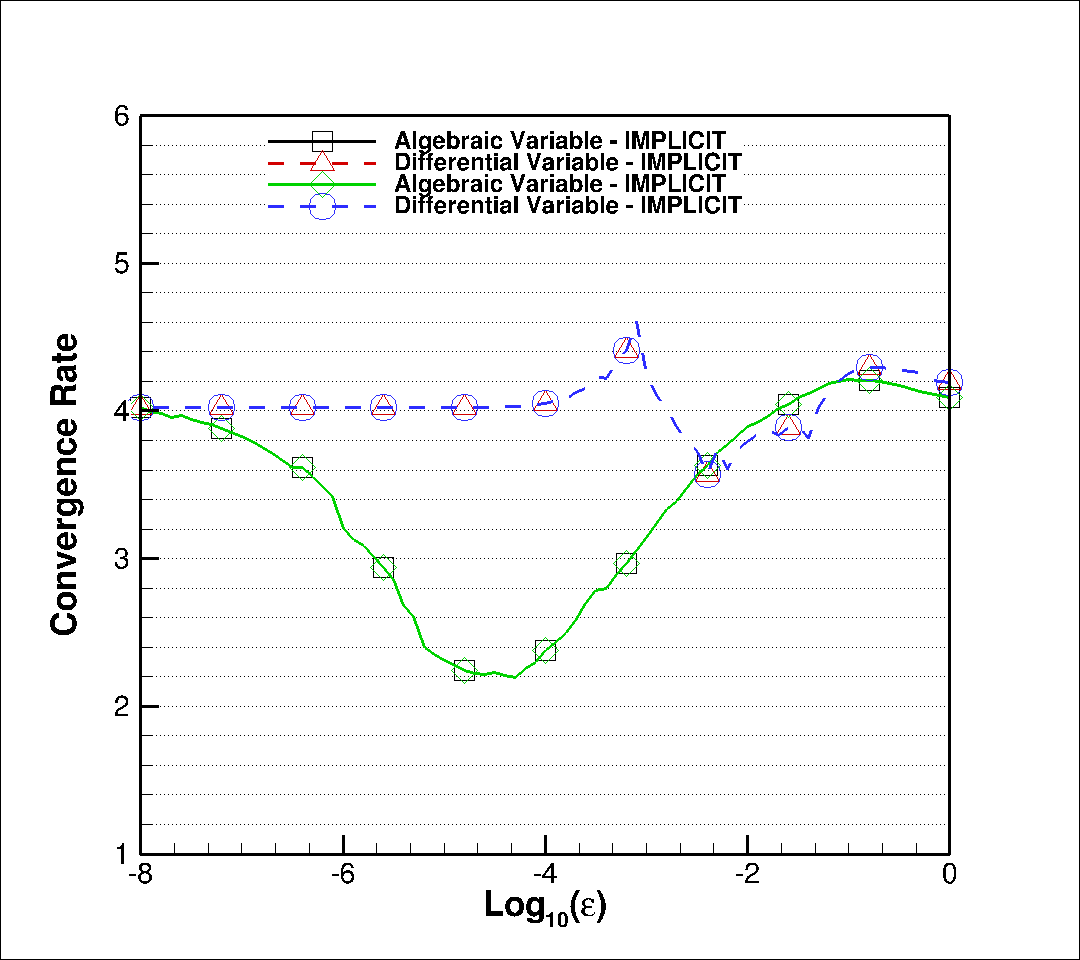 Algebraic Variable - IMPLICIT
Differential Variable - IMPLICIT
Algebraic Variable - IMPLICIT
Differential Variable - IMPLICIT
6
5
4
3
2
1
Convergence Rate
-8 -6 -4 -2 0
Log10(ε)